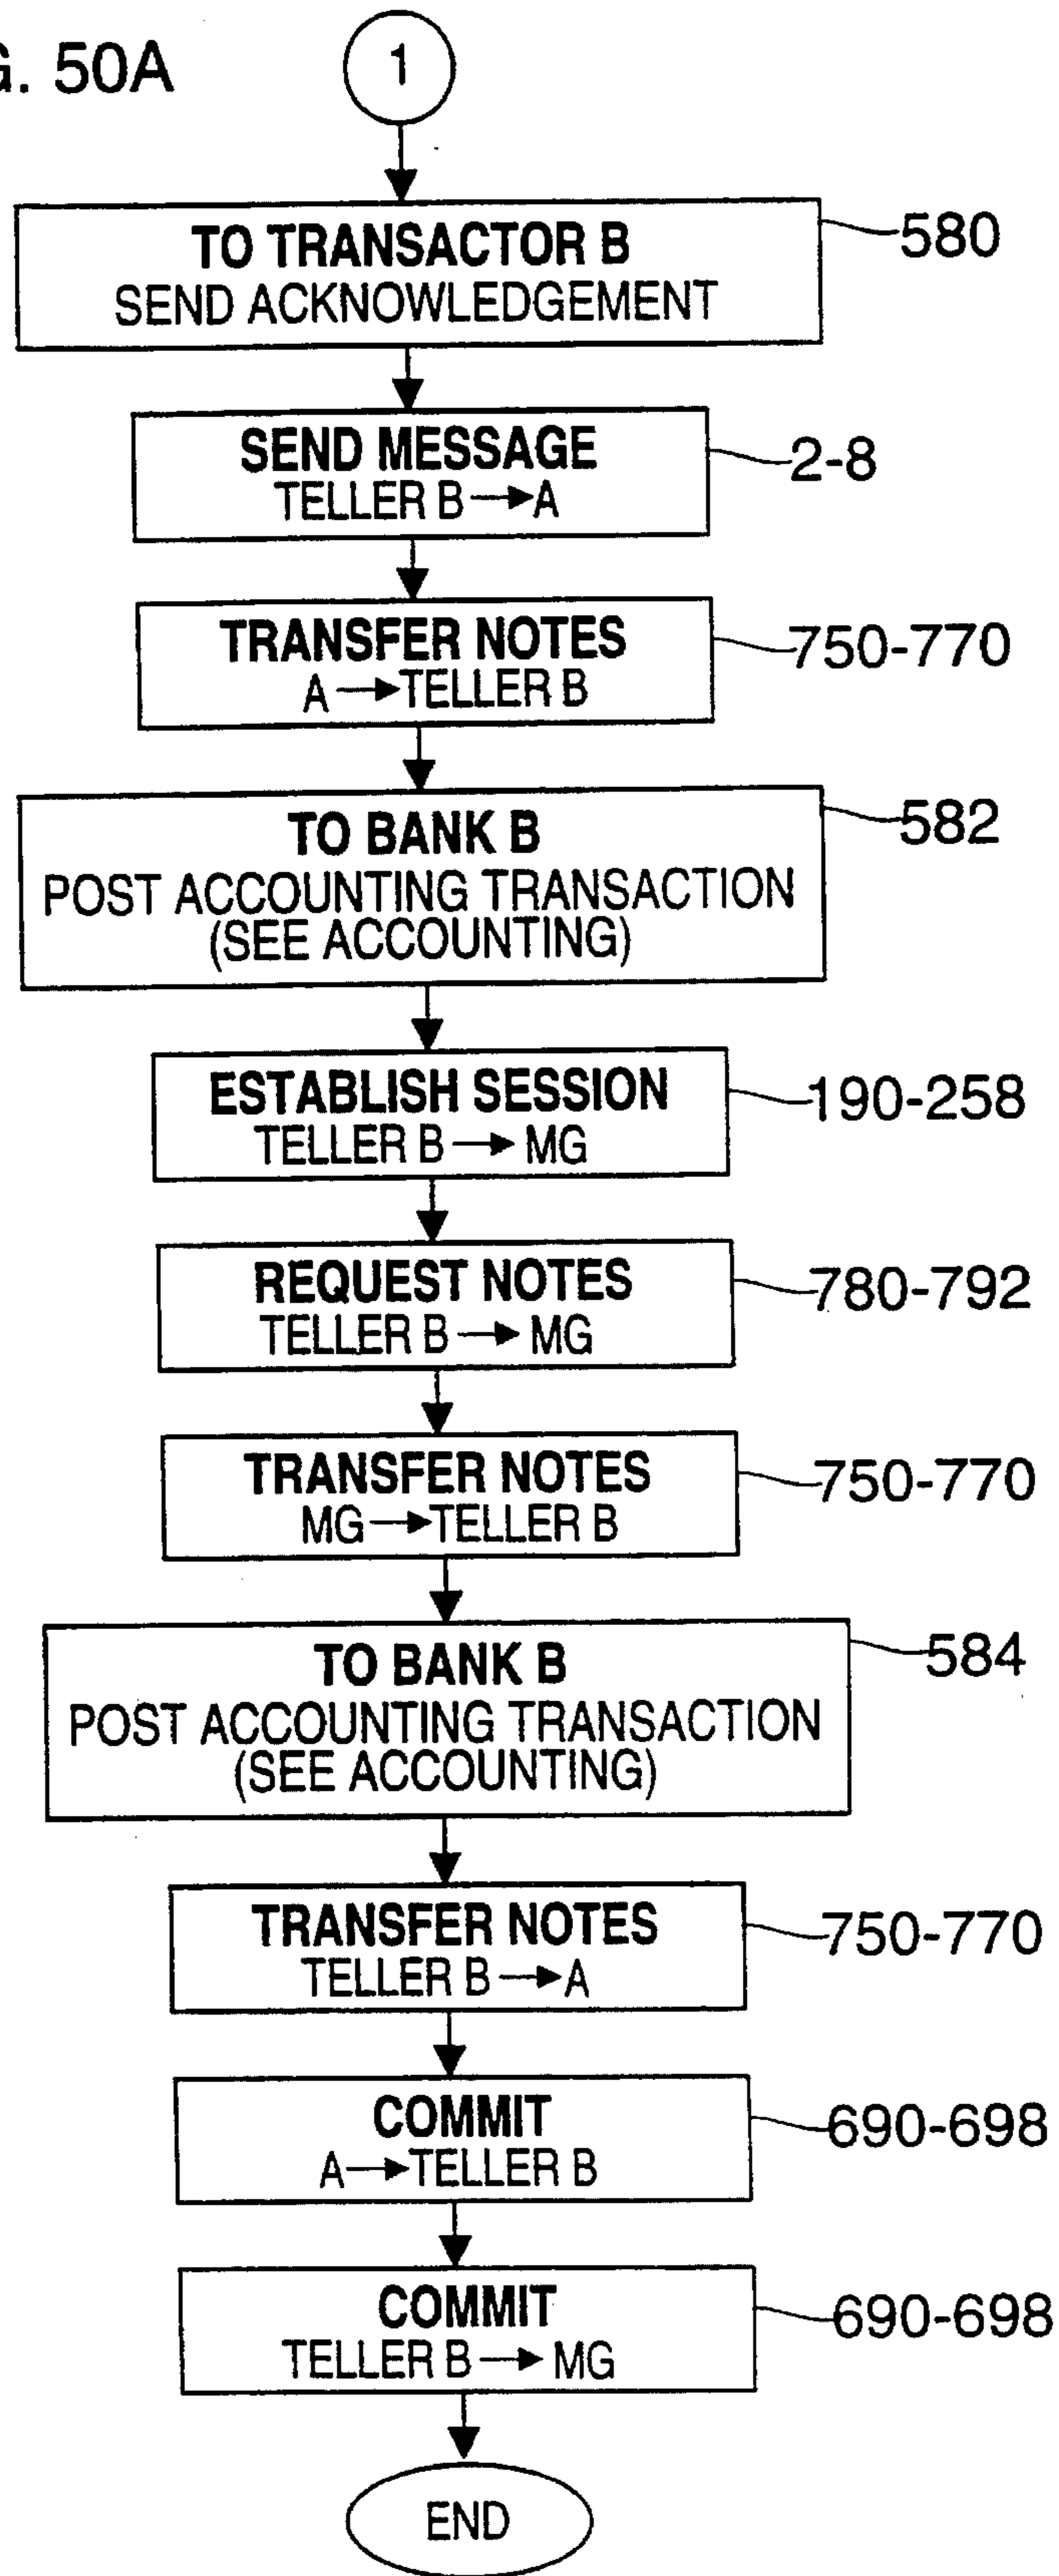 G. 50A
1
TO TRANSACTOR B
SEND ACKNOWLEDGEMENT
580
SEND MESSAGE
TELLER B → A
2-8
TRANSFER NOTES
A → TELLER B
750-770
TO BANK B
POST ACCOUNTING TRANSACTION
(SEE ACCOUNTING)
582
ESTABLISH SESSION
TELLER B → MG
190-258
REQUEST NOTES
TELLER B → MG
780-792
TRANSFER NOTES
MG → TELLER B
750-770
TO BANK B
POST ACCOUNTING TRANSACTION
(SEE ACCOUNTING)
584
TRANSFER NOTES
TELLER B → A
750-770
COMMIT
A → TELLER B
690-698
COMMIT
TELLER B → MG
690-698
END